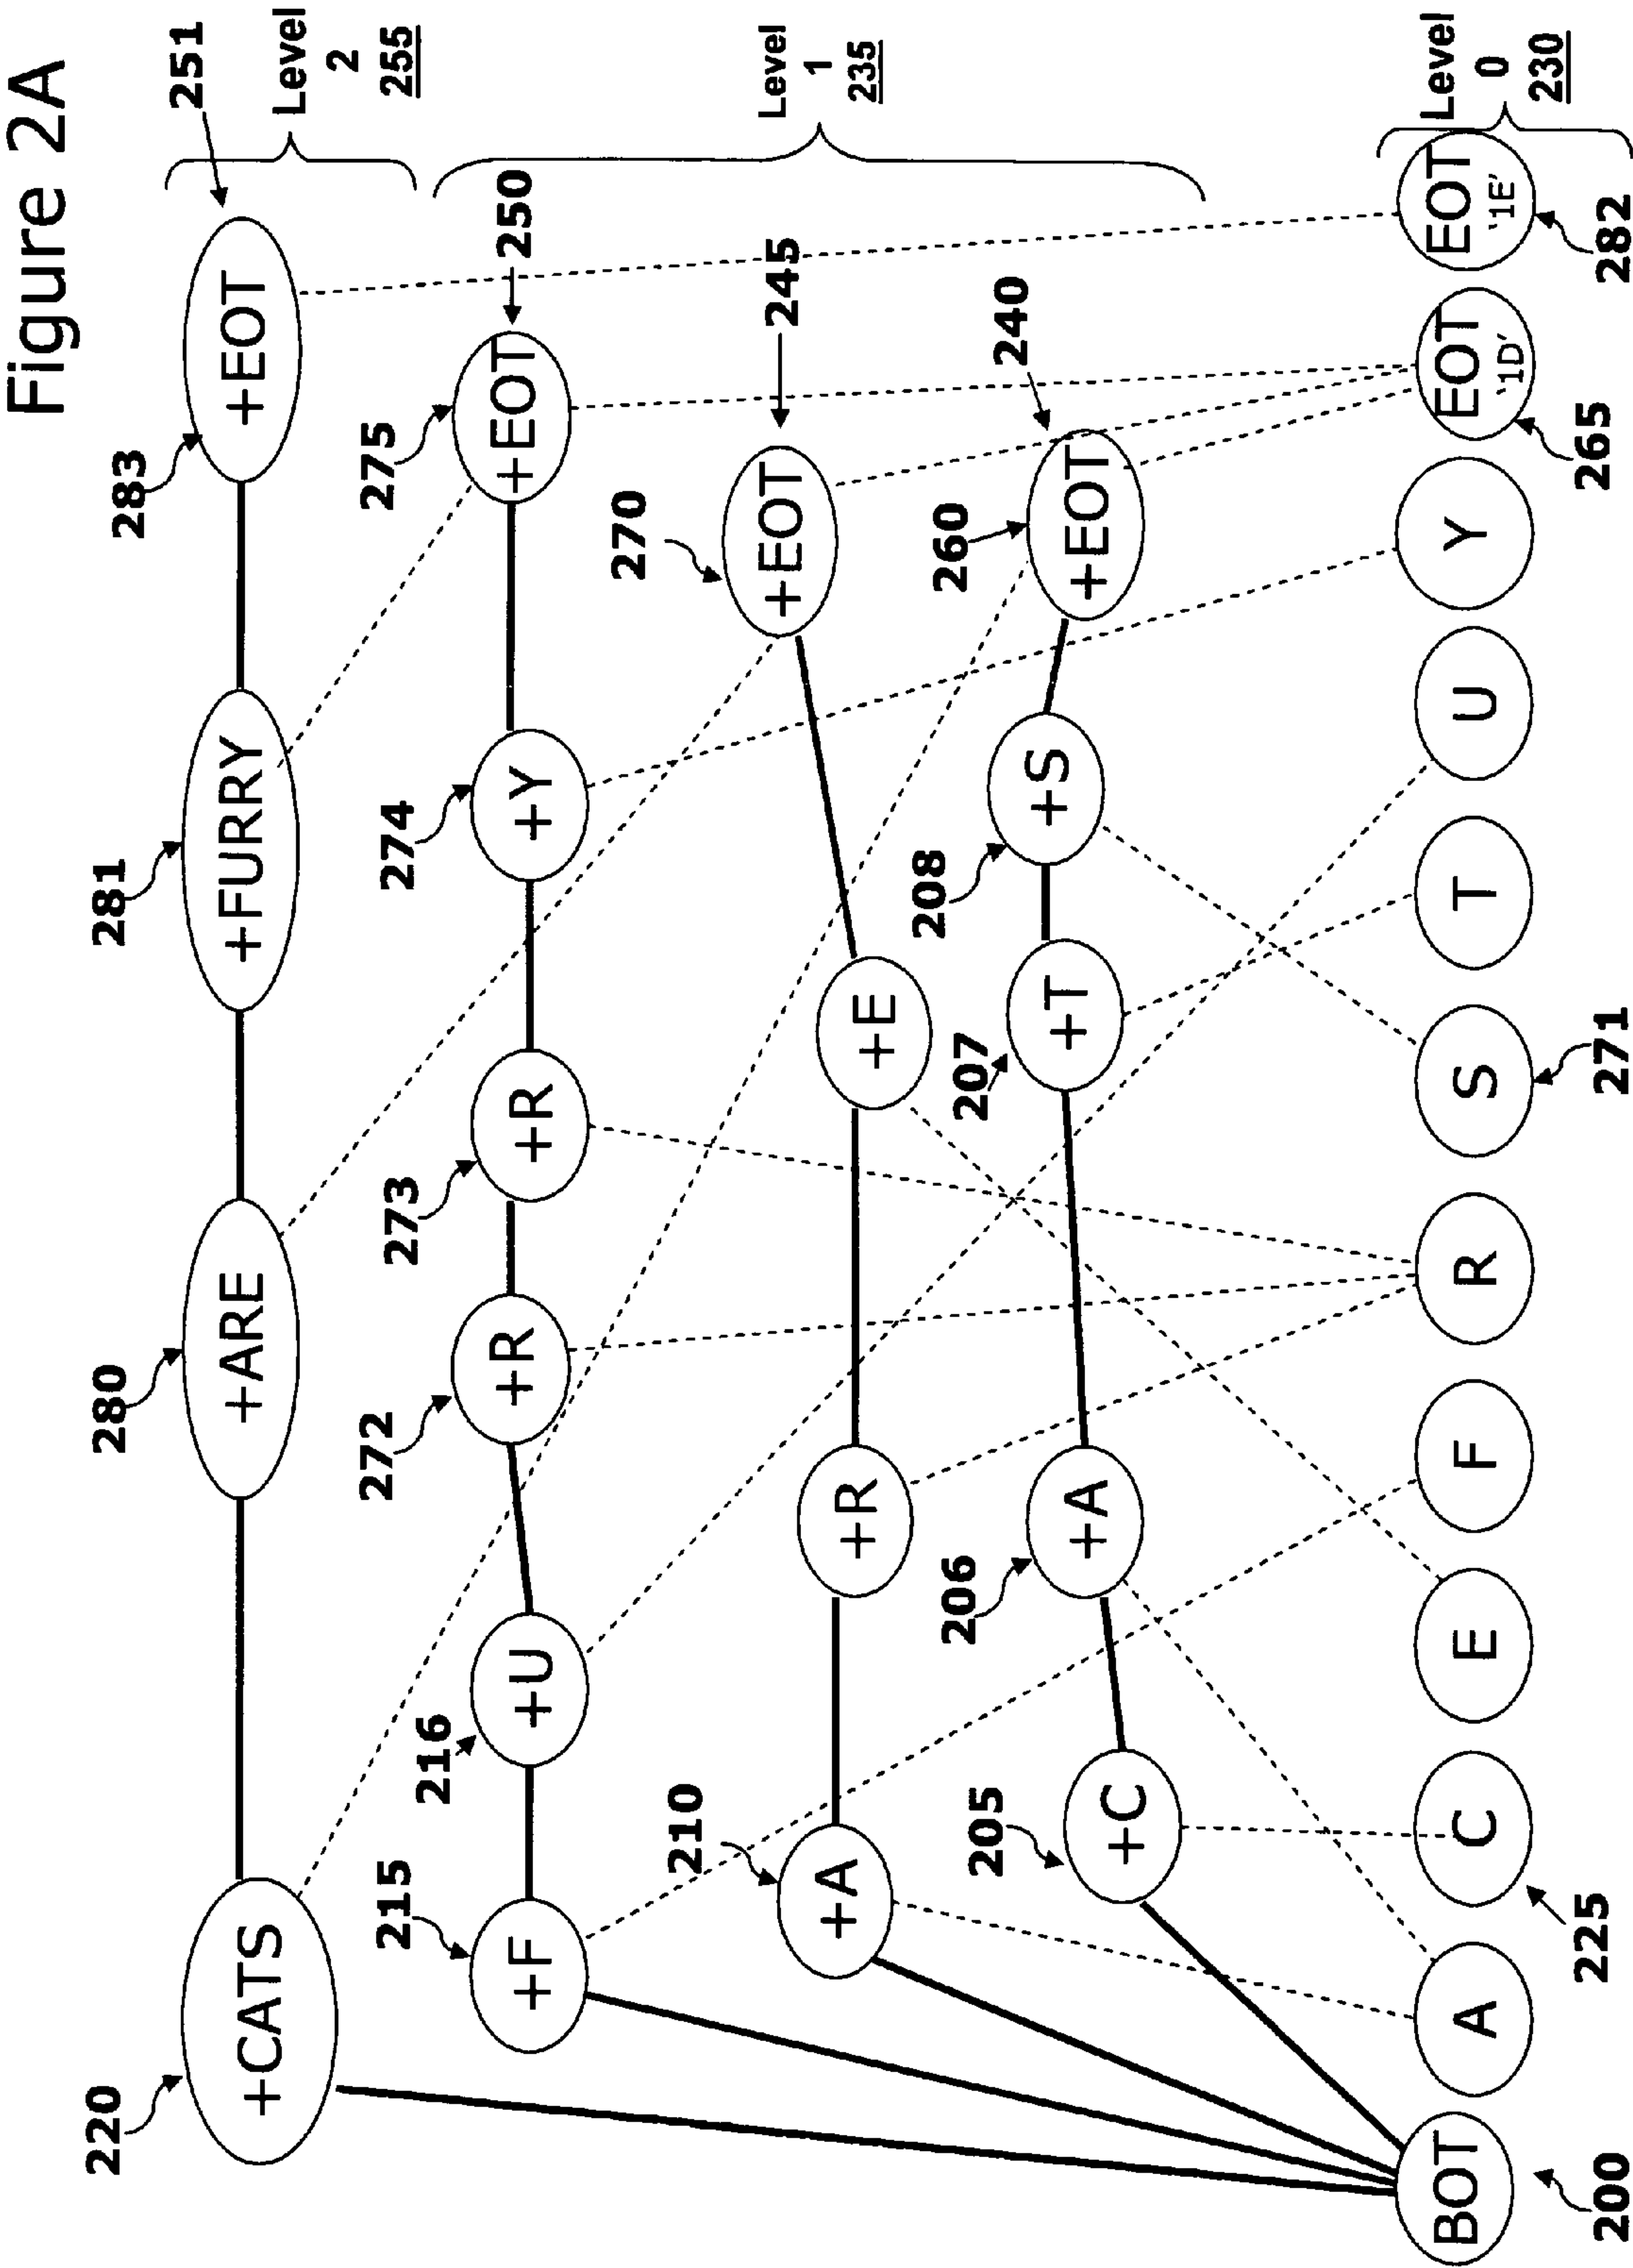 Figure 2A
251
Level
2
255
283
281
280
220
+CATS
+ARE
+FURRY
+EOT
250
275
274
273
272
216
215
+F
+U
+R
+R
+Y
+EOT
Level
1
235
245
270
210
+A
+R
+E
+EOT
240
260
208
207
206
205
+C
+A
+T
+S
+EOT
Level
0
230
BOT
A
C
E
F
R
S
T
U
Y
EOT
'1D'
EOT
'1E'
200
225
271
265
282